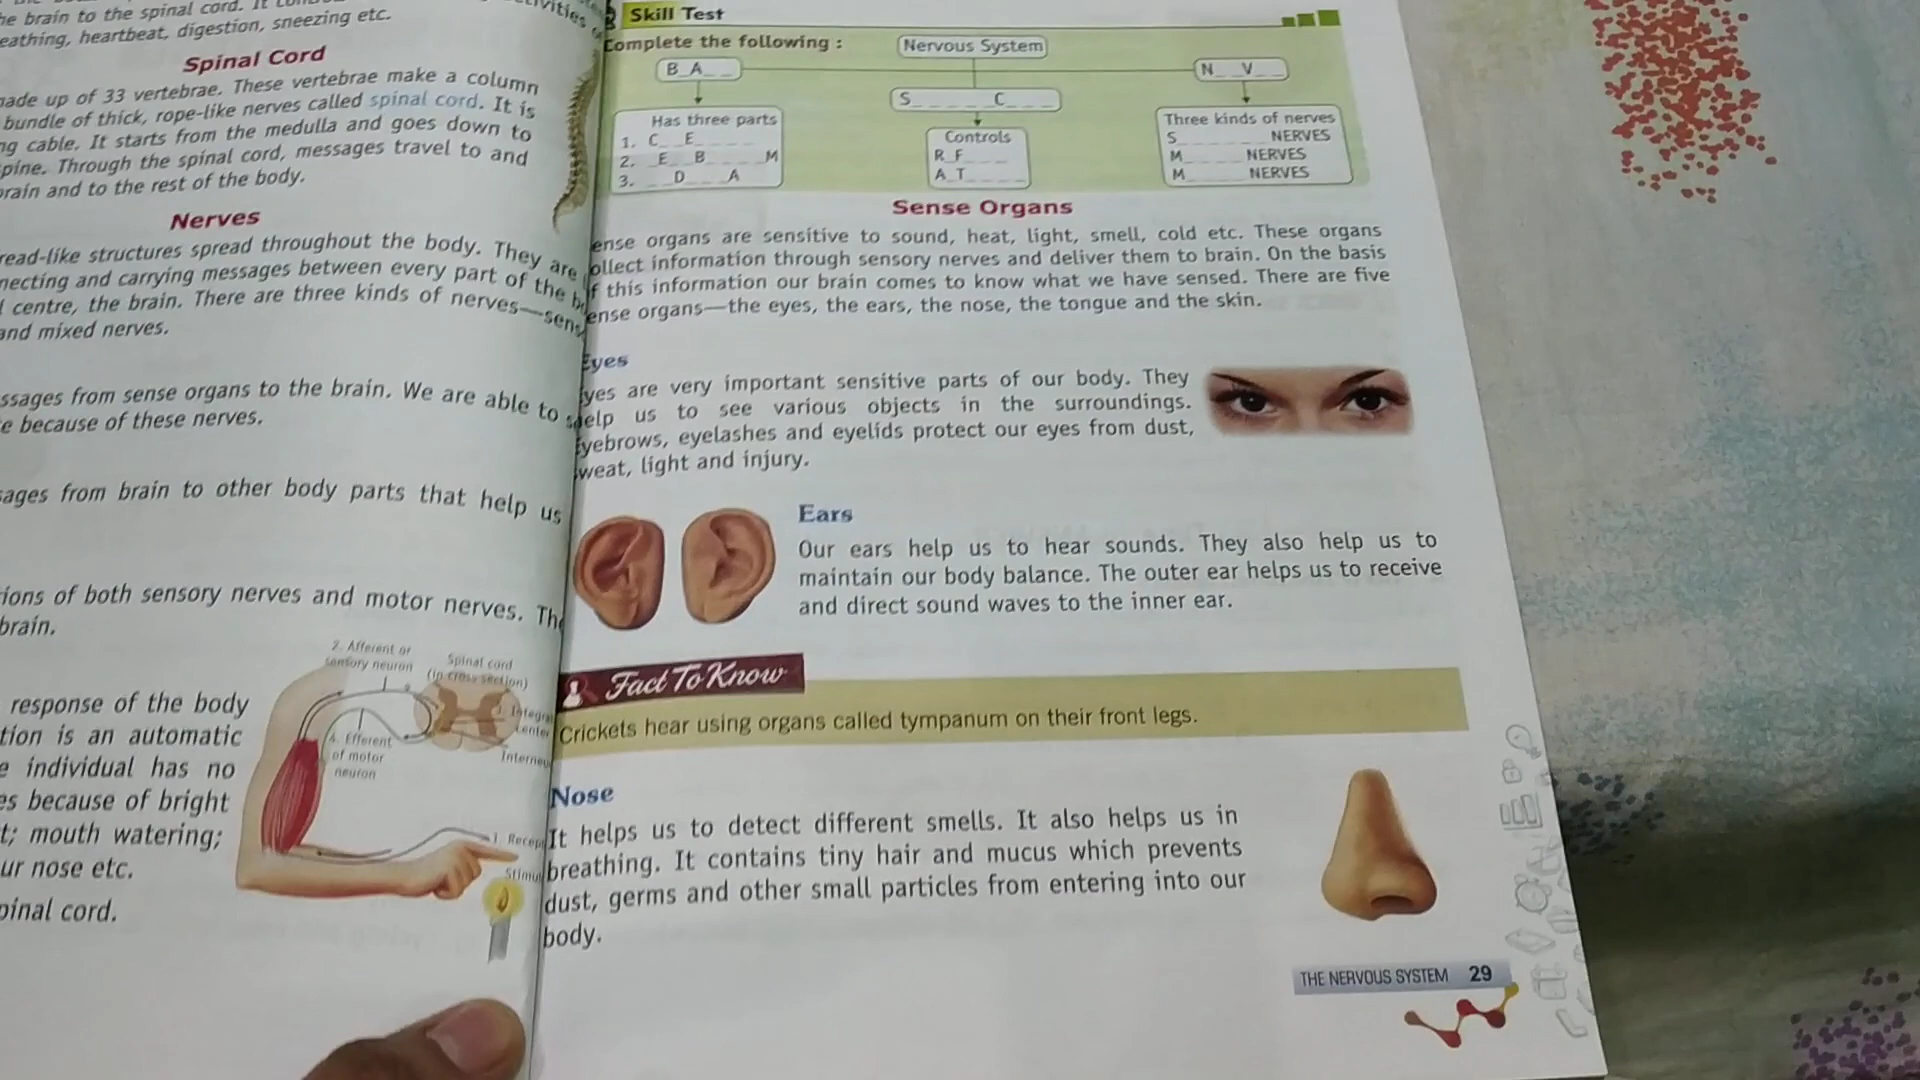 he brain to the spinal cord. It
eathing, heartbeat, digestion, sneezing etc.
Spinal Cord
ade up of 33 vertebrae. These vertebrae make a column
bundle of thick, rope-like nerves called spinal cord. It is
ng cable. It starts from the medulla and goes down to
pine. Through the spinal cord, messages travel to and
rain and to the rest of the body.
Nerves
read-like structures spread throughout the body. They are
necting and carrying messages between every part of the
l centre, the brain. There are three kinds of nerves—sens
and mixed nerves.
ssages from sense organs to the brain. We are able to
e because of these nerves.
sages from brain to other body parts that help us
ions of both sensory nerves and motor nerves. The
brain.
response of the body
tion is an automatic
e individual has no
es because of bright
t; mouth watering;
ur nose etc.
pinal cord.
2. Afferent or
sensory neuron
Spinal cord
(in cross section)
4. Efferent
of motor
neuron
Skill Test
Complete the following :
Nervous System
B_A_ _
N_ _V_ _
S_ _ _ _ _ C_ _ _
Has three parts
1. C_ _E_ _ _ _
2. _E_ _B_ _ _ _M
3. _ _D_ _ _A
Controls
R_F_ _ _
A_T_ _ _
Three kinds of nerves
S_ _ _ _ _ _ NERVES
M_ _ _ _ NERVES
M_ _ _ _ NERVES
Sense Organs
ense organs are sensitive to sound, heat, light, smell, cold etc. These organs
ollect information through sensory nerves and deliver them to brain. On the basis
f this information our brain comes to know what we have sensed. There are five
ense organs—the eyes, the ears, the nose, the tongue and the skin.
Eyes
yes are very important sensitive parts of our body. They
help us to see various objects in the surroundings.
Eyebrows, eyelashes and eyelids protect our eyes from dust,
sweat, light and injury.
Ears
Our ears help us to hear sounds. They also help us to
maintain our body balance. The outer ear helps us to receive
and direct sound waves to the inner ear.
Fact To Know
Crickets hear using organs called tympanum on their front legs.
Nose
It helps us to detect different smells. It also helps us in
breathing. It contains tiny hair and mucus which prevents
dust, germs and other small particles from entering into our
body.
THE NERVOUS SYSTEM 29